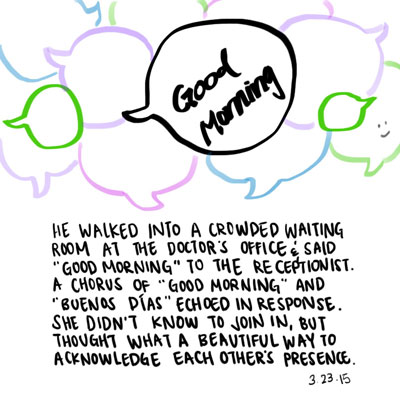 Good
Morning
HE WALKED INTO A CROWDED WAITING
ROOM AT THE DOCTOR'S OFFICE & SAID
"GOOD MORNING" TO THE RECEPTIONIST.
A CHORUS OF "GOOD MORNING" AND
"BUENOS DÍAS" ECHOED IN RESPONSE.
SHE DIDN'T KNOW TO JOIN IN, BUT
THOUGHT WHAT A BEAUTIFUL WAY TO
ACKNOWLEDGE EACH OTHER'S PRESENCE.
3.23.15